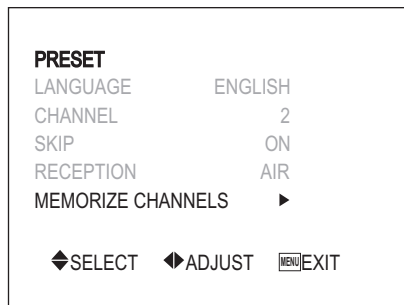 PRESET
LANGUAGE ENGLISH
CHANNEL 2
SKIP ON
RECEPTION AIR
MEMORIZE CHANNELS
SELECT ADJUST MENU EXIT